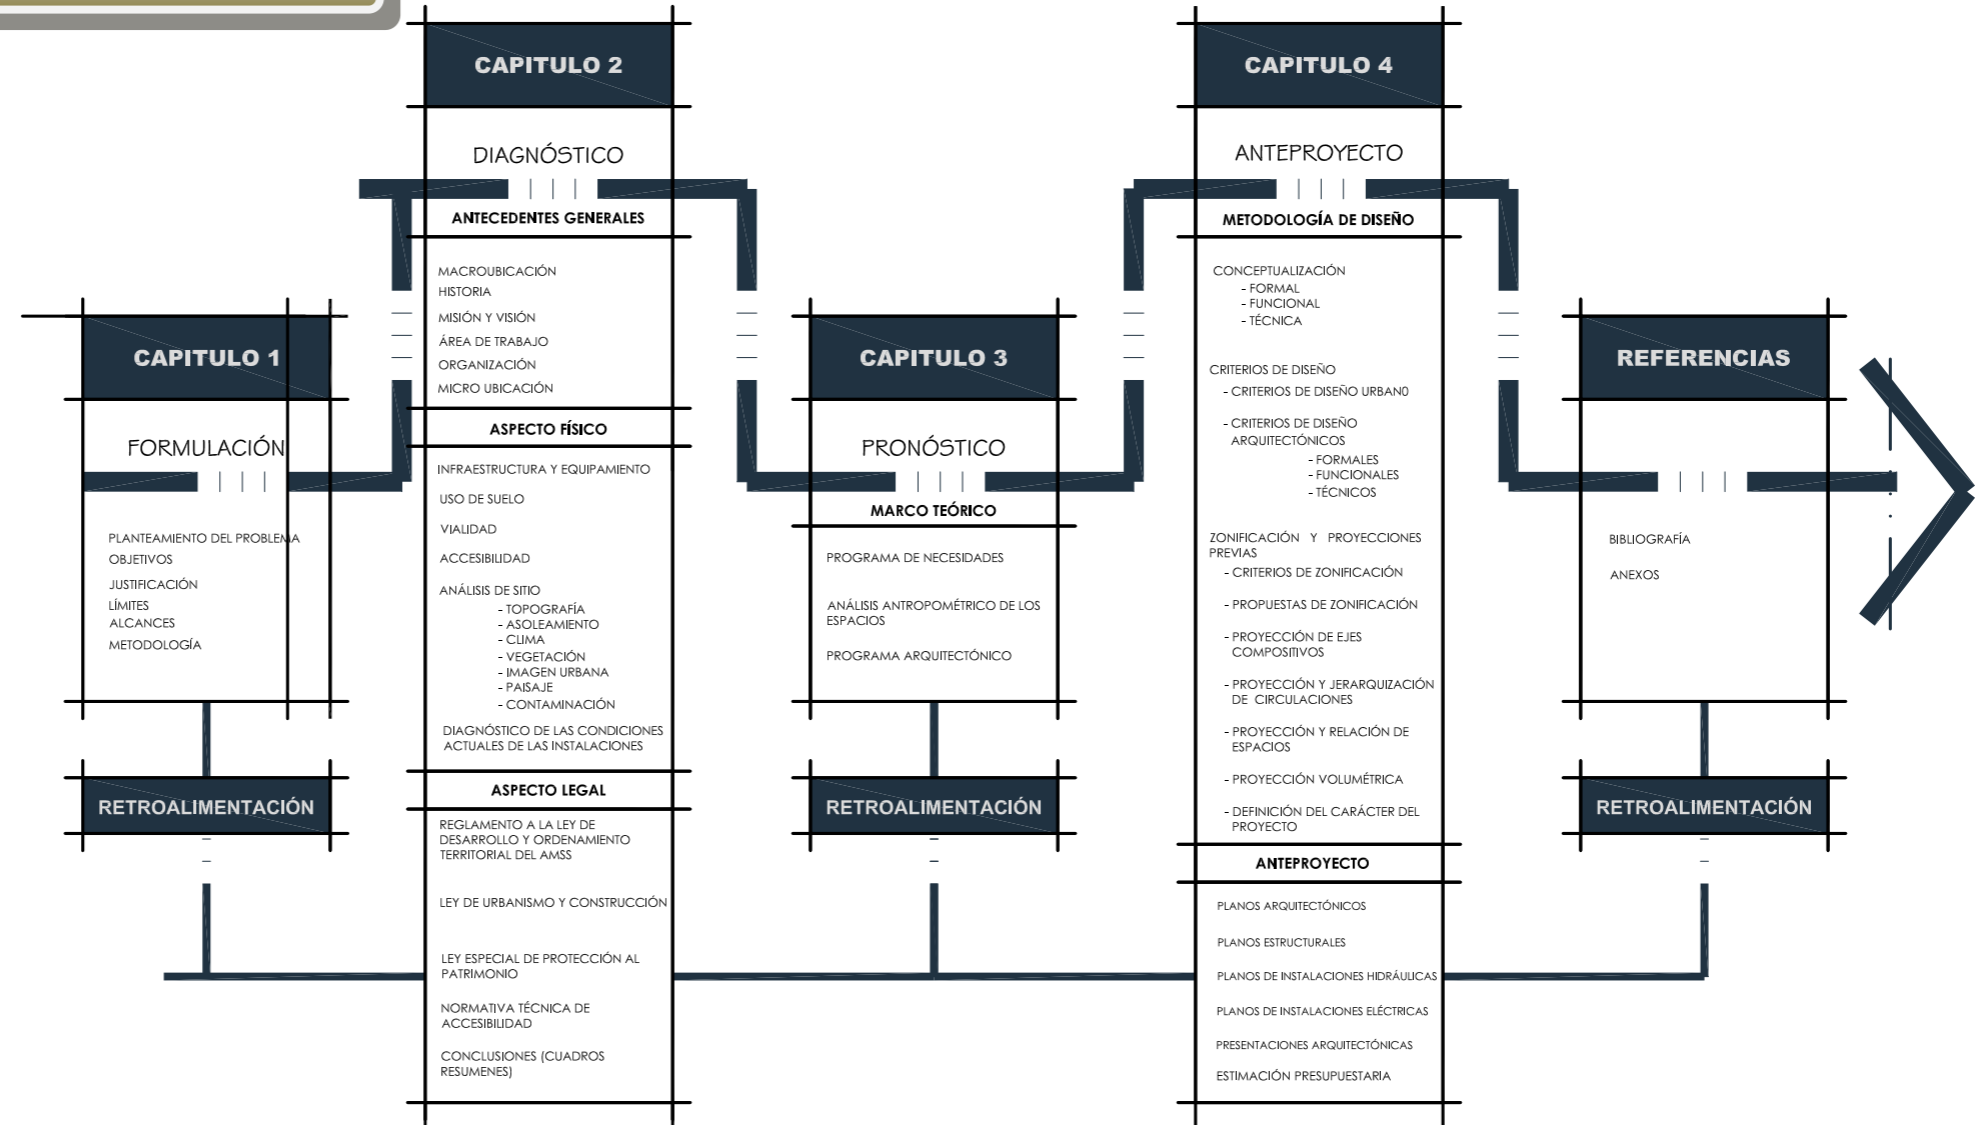 CAPITULO 1
FORMULACIÓN
PLANTEAMIENTO DEL PROBLEMA
OBJETIVOS
JUSTIFICACIÓN
LÍMITES
ALCANCES
METODOLOGÍA
RETROALIMENTACIÓN
CAPITULO 2
DIAGNÓSTICO
ANTECEDENTES GENERALES
MACROUBICACIÓN
HISTORIA
MISIÓN Y VISIÓN
ÁREA DE TRABAJO
ORGANIZACIÓN
MICRO UBICACIÓN
ASPECTO FÍSICO
INFRAESTRUCTURA Y EQUIPAMIENTO
USO DE SUELO
VIALIDAD
ACCESIBILIDAD
ANÁLISIS DE SITIO
- TOPOGRAFÍA
- ASOLEAMIENTO
- CLIMA
- VEGETACIÓN
- IMAGEN URBANA
- PAISAJE
- CONTAMINACIÓN
DIAGNÓSTICO DE LAS CONDICIONES
ACTUALES DE LAS INSTALACIONES
ASPECTO LEGAL
REGLAMENTO A LA LEY DE
DESARROLLO Y ORDENAMIENTO
TERRITORIAL DEL AMSS
LEY DE URBANISMO Y CONSTRUCCIÓN
LEY ESPECIAL DE PROTECCIÓN AL
PATRIMONIO
NORMATIVA TÉCNICA DE
ACCESIBILIDAD
CONCLUSIONES (CUADROS
RESUMENES)
CAPITULO 3
PRONÓSTICO
MARCO TEÓRICO
PROGRAMA DE NECESIDADES
ANÁLISIS ANTROPOMÉTRICO DE LOS
ESPACIOS
PROGRAMA ARQUITECTÓNICO
RETROALIMENTACIÓN
CAPITULO 4
ANTEPROYECTO
METODOLOGÍA DE DISEÑO
CONCEPTUALIZACIÓN
- FORMAL
- FUNCIONAL
- TÉCNICA
CRITERIOS DE DISEÑO
- CRITERIOS DE DISEÑO URBAN0
- CRITERIOS DE DISEÑO
ARQUITECTÓNICOS
- FORMALES
- FUNCIONALES
- TÉCNICOS
ZONIFICACIÓN Y PROYECCIONES
PREVIAS
- CRITERIOS DE ZONIFICACIÓN
- PROPUESTAS DE ZONIFICACIÓN
- PROYECCIÓN DE EJES
COMPOSITIVOS
- PROYECCIÓN Y JERARQUIZACIÓN
DE CIRCULACIONES
- PROYECCIÓN Y RELACIÓN DE
ESPACIOS
- PROYECCIÓN VOLUMÉTRICA
- DEFINICIÓN DEL CARÁCTER DEL
PROYECTO
ANTEPROYECTO
PLANOS ARQUITECTÓNICOS
PLANOS ESTRUCTURALES
PLANOS DE INSTALACIONES HIDRÁULICAS
PLANOS DE INSTALACIONES ELÉCTRICAS
PRESENTACIONES ARQUITECTÓNICAS
ESTIMACIÓN PRESUPUESTARIA
REFERENCIAS
BIBLIOGRAFÍA
ANEXOS
RETROALIMENTACIÓN